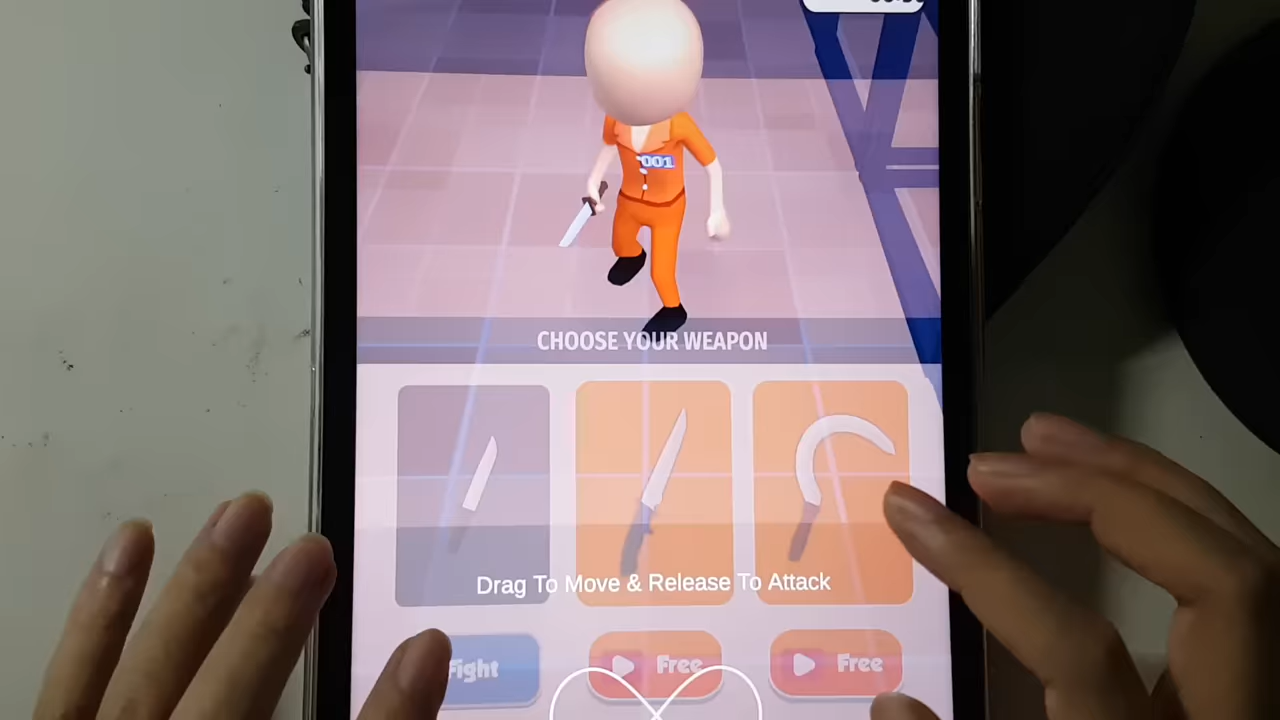 001
CHOOSE YOUR WEAPON
Drag To Move & Release To Attack
Fight
Free
Free